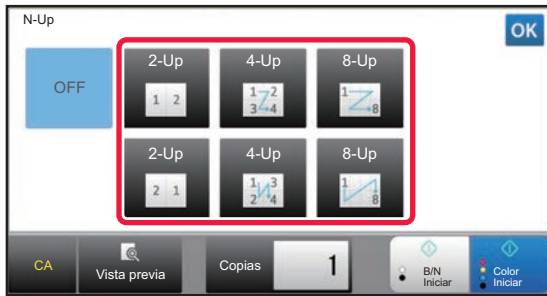 N-Up
OK
OFF
2-Up
1 2
4-Up
1 2
3 4
8-Up
1
8
2-Up
2 1
4-Up
1 3
2 4
8-Up
1
8
CA
Vista previa
Copias
1
B/N
Iniciar
Color
Iniciar